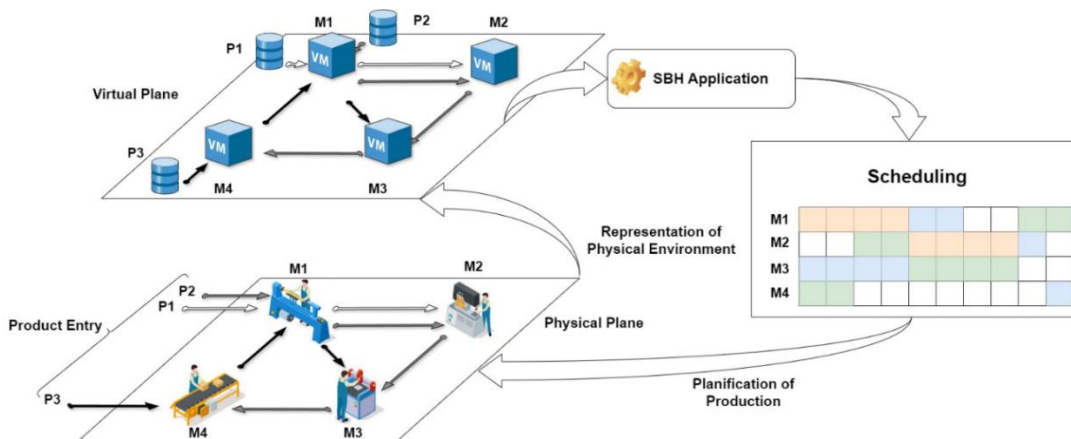 P2
M1
M2
P1
VM
VM
Virtual Plane
SBH Application
VM
VM
P3
M4
M3
Scheduling
M1
M2
M3
M4
Representation of
Physical Environment
M1
M2
P2
P1
Product Entry
Physical Plane
P3
M4
M3
Planification of
Production